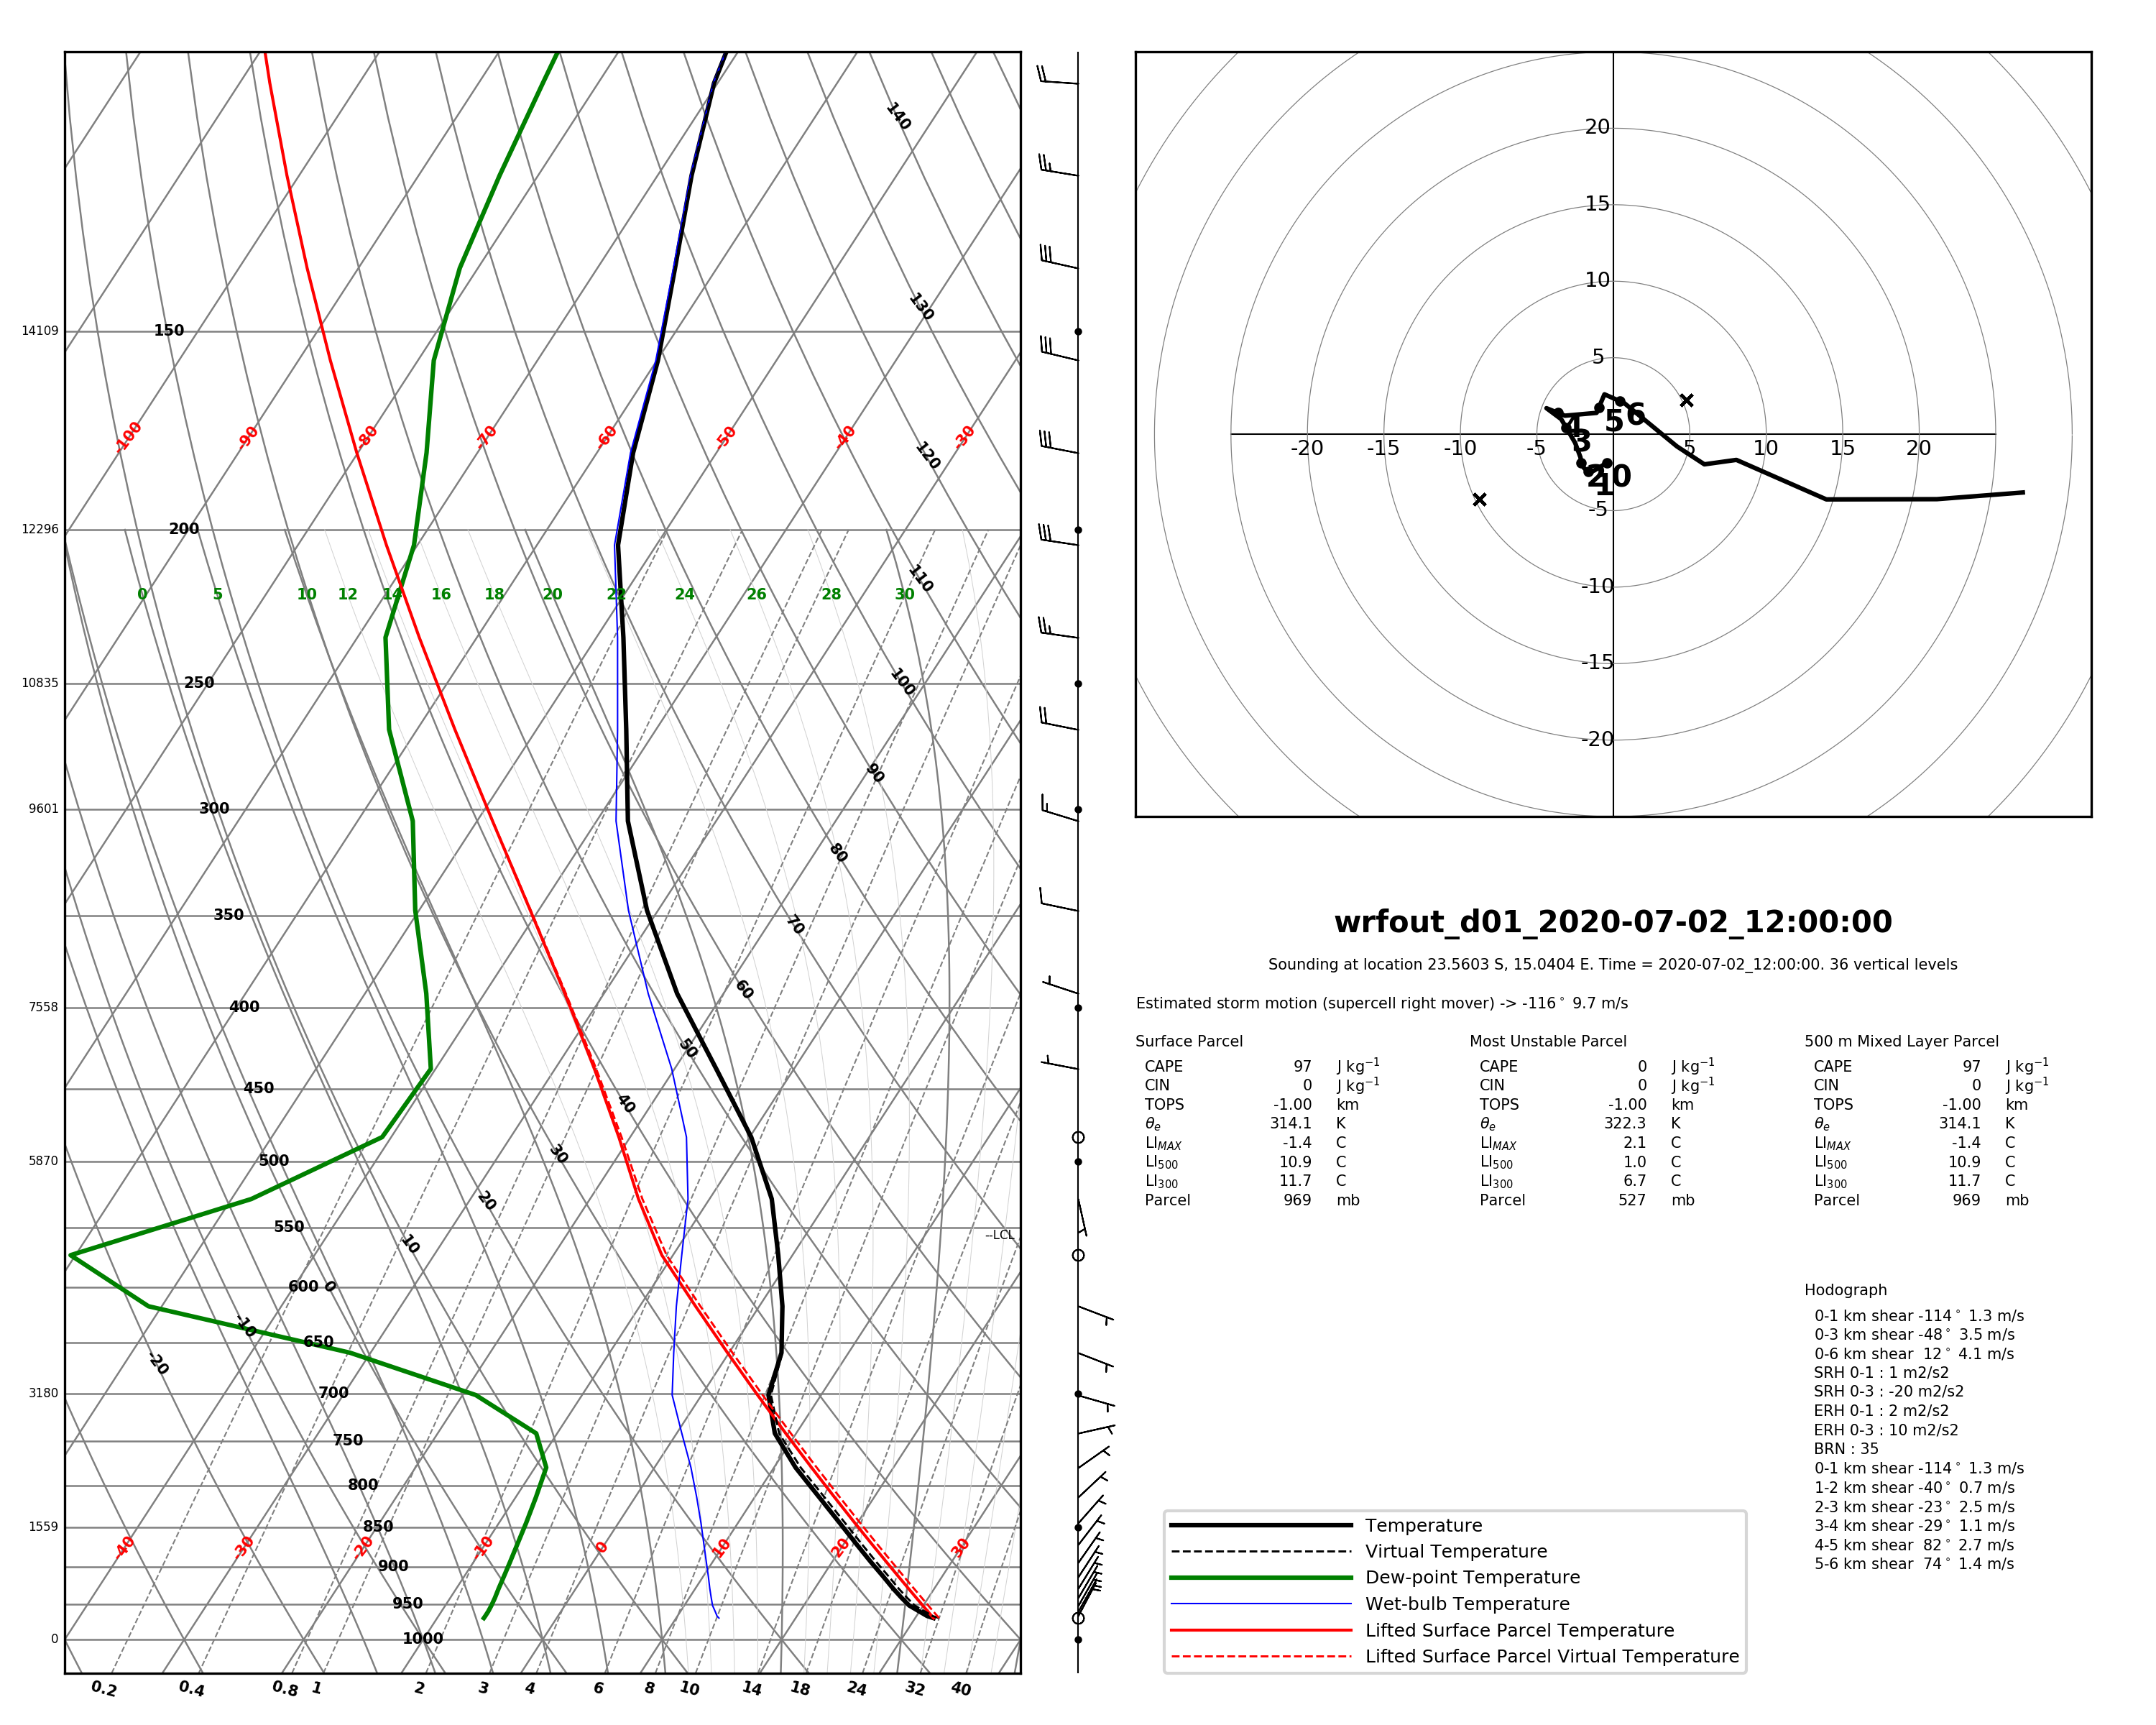 140
130
120
110
100
90
80
70
60
50
40
30
20
10
0
-10
-20
14109 150
-100 -90 -80 -70 -60 -50 -40 -30
12296 200
0 5 10 12 14 16 18 20 22 24 26 28 30
10835 250
9601 300
350
7558 400
450
5870 500
550
--LCL
600
650
3180 700
750
800
1559 850
-40 -30 -20 -10 0 10 20 30
900
950
0 1000
0.2 0.4 0.8 1 2 3 4 6 8 10 14 18 24 32 40
20
15
10
5
-20 -15 -10 -5 5 10 15 20
-5
-10
-15
-20
0
1
2
3
4
5
6
wrfout_d01_2020-07-02_12:00:00
Sounding at location 23.5603 S, 15.0404 E. Time = 2020-07-02_12:00:00. 36 vertical levels
Estimated storm motion (supercell right mover) -> -116° 9.7 m/s
Surface Parcel
CAPE 97 J kg⁻¹
CIN 0 J kg⁻¹
TOPS -1.00 km
θe 314.1 K
LI_MAX -1.4 C
LI500 10.9 C
LI300 11.7 C
Parcel 969 mb
Most Unstable Parcel
CAPE 0 J kg⁻¹
CIN 0 J kg⁻¹
TOPS -1.00 km
θe 322.3 K
LI_MAX 2.1 C
LI500 1.0 C
LI300 6.7 C
Parcel 527 mb
500 m Mixed Layer Parcel
CAPE 97 J kg⁻¹
CIN 0 J kg⁻¹
TOPS -1.00 km
θe 314.1 K
LI_MAX -1.4 C
LI500 10.9 C
LI300 11.7 C
Parcel 969 mb
Hodograph
0-1 km shear -114° 1.3 m/s
0-3 km shear -48° 3.5 m/s
0-6 km shear 12° 4.1 m/s
SRH 0-1 : 1 m2/s2
SRH 0-3 : -20 m2/s2
ERH 0-1 : 2 m2/s2
ERH 0-3 : 10 m2/s2
BRN : 35
0-1 km shear -114° 1.3 m/s
1-2 km shear -40° 0.7 m/s
2-3 km shear -23° 2.5 m/s
3-4 km shear -29° 1.1 m/s
4-5 km shear 82° 2.7 m/s
5-6 km shear 74° 1.4 m/s
Temperature
Virtual Temperature
Dew-point Temperature
Wet-bulb Temperature
Lifted Surface Parcel Temperature
Lifted Surface Parcel Virtual Temperature